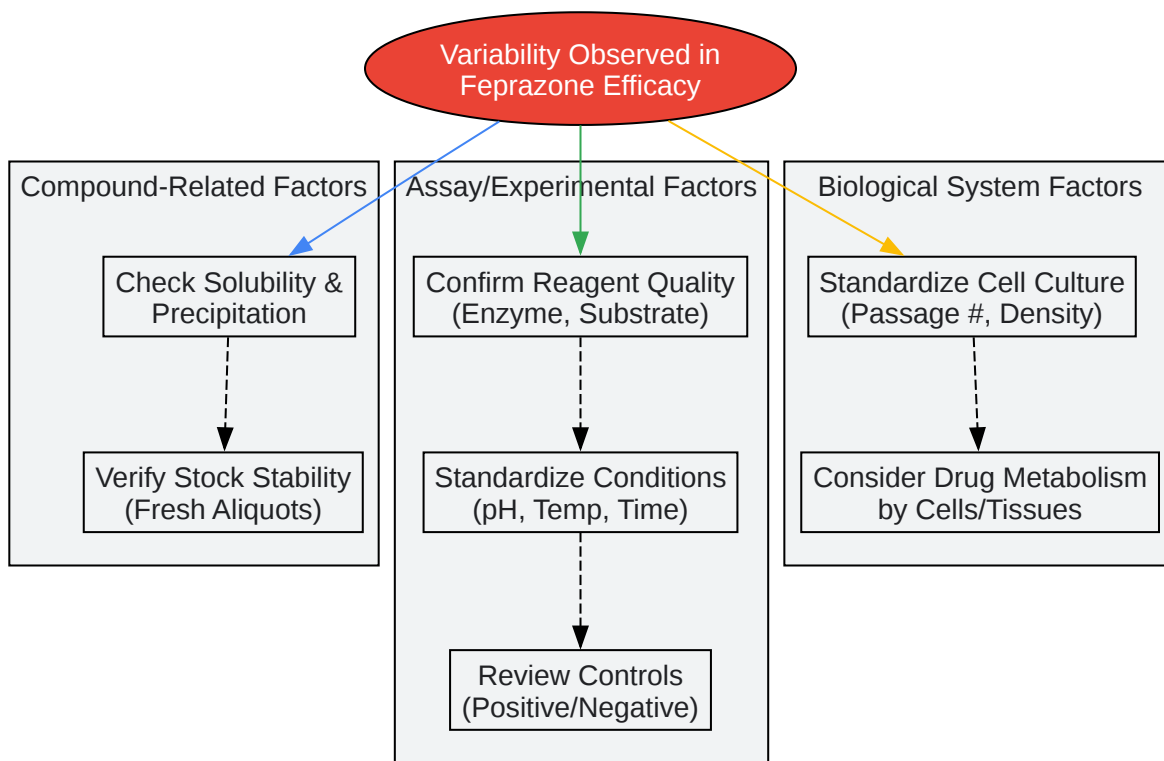 Variability Observed in
Feprazone Efficacy
Compound-Related Factors
Check Solubility &
Precipitation
Verify Stock Stability
(Fresh Aliquots)
Assay/Experimental Factors
Confirm Reagent Quality
(Enzyme, Substrate)
Standardize Conditions
(pH, Temp, Time)
Review Controls
(Positive/Negative)
Biological System Factors
Standardize Cell Culture
(Passage #, Density)
Consider Drug Metabolism
by Cells/Tissues